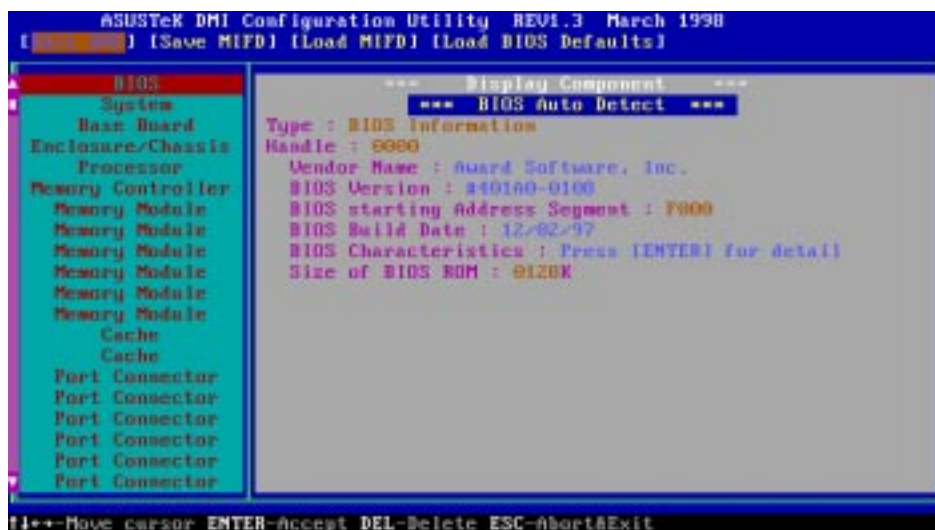 ASUSTeK DMI Configuration Utility REV1.3 March 1998
[ ] [Save MIFD] [Load MIFD] [Load BIOS Defaults]
BIOS
System
Base Board
Enclosure/Chassis
Processor
Memory Controller
Memory Module
Memory Module
Memory Module
Memory Module
Memory Module
Memory Module
Cache
Cache
Port Connector
Port Connector
Port Connector
Port Connector
Port Connector
Port Connector
*** Display Component ***
*** BIOS Auto Detect ***
Type : BIOS Information
Handle : 0000
Vendor Name : Award Software, Inc.
BIOS Version : #401A0-0108
BIOS starting Address Segment : F000
BIOS Build Date : 12/02/97
BIOS Characteristics : Press [ENTER] for detail
Size of BIOS ROM : 0128K
↑↓←→-Move cursor ENTER-Accept DEL-Delete ESC-Abort&Exit